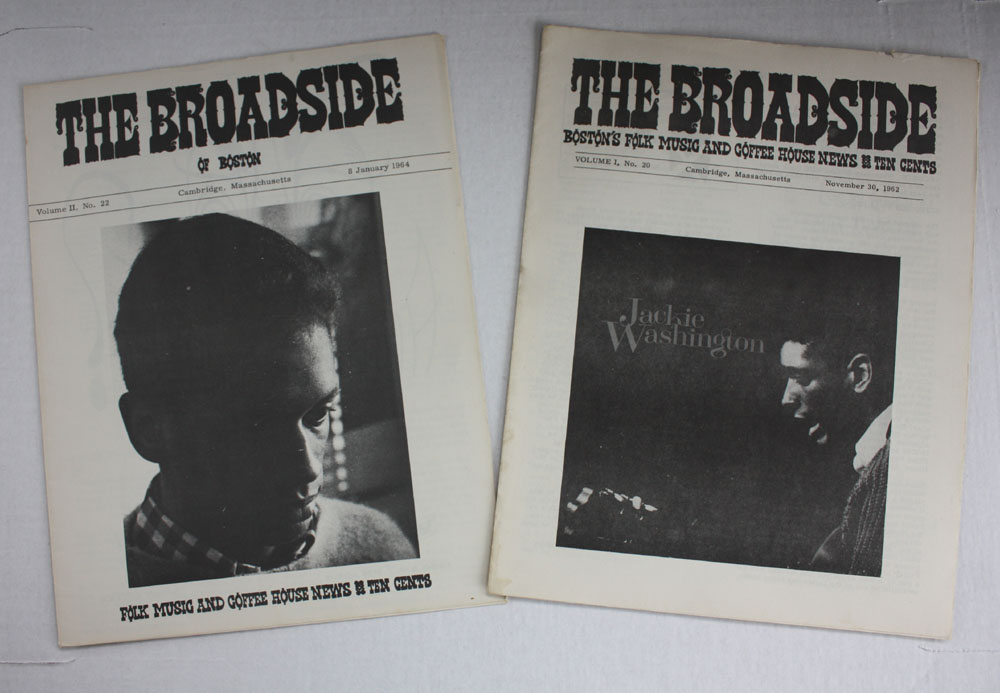 THE BROADSIDE
OF BOSTON
Volume II, No. 22
Cambridge, Massachusetts
8 January 1964
FOLK MUSIC AND COFFEE HOUSE NEWS TEN CENTS
THE BROADSIDE
BOSTON'S FOLK MUSIC AND COFFEE HOUSE NEWS TEN CENTS
VOLUME I, No. 20
Cambridge, Massachusetts
November 30, 1962
Jackie
Washington